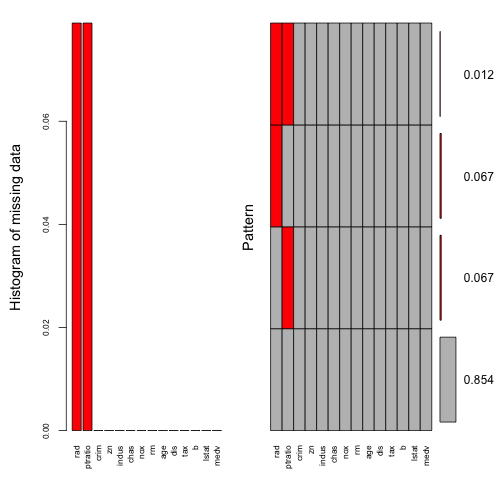 Histogram of missing data
0.06
0.04
0.02
0.00
rad
ptratio
crim
zn
indus
chas
nox
rm
age
dis
tax
b
lstat
medv
Pattern
rad
ptratio
crim
zn
indus
chas
nox
rm
age
dis
tax
b
lstat
medv
0.012
0.067
0.067
0.854